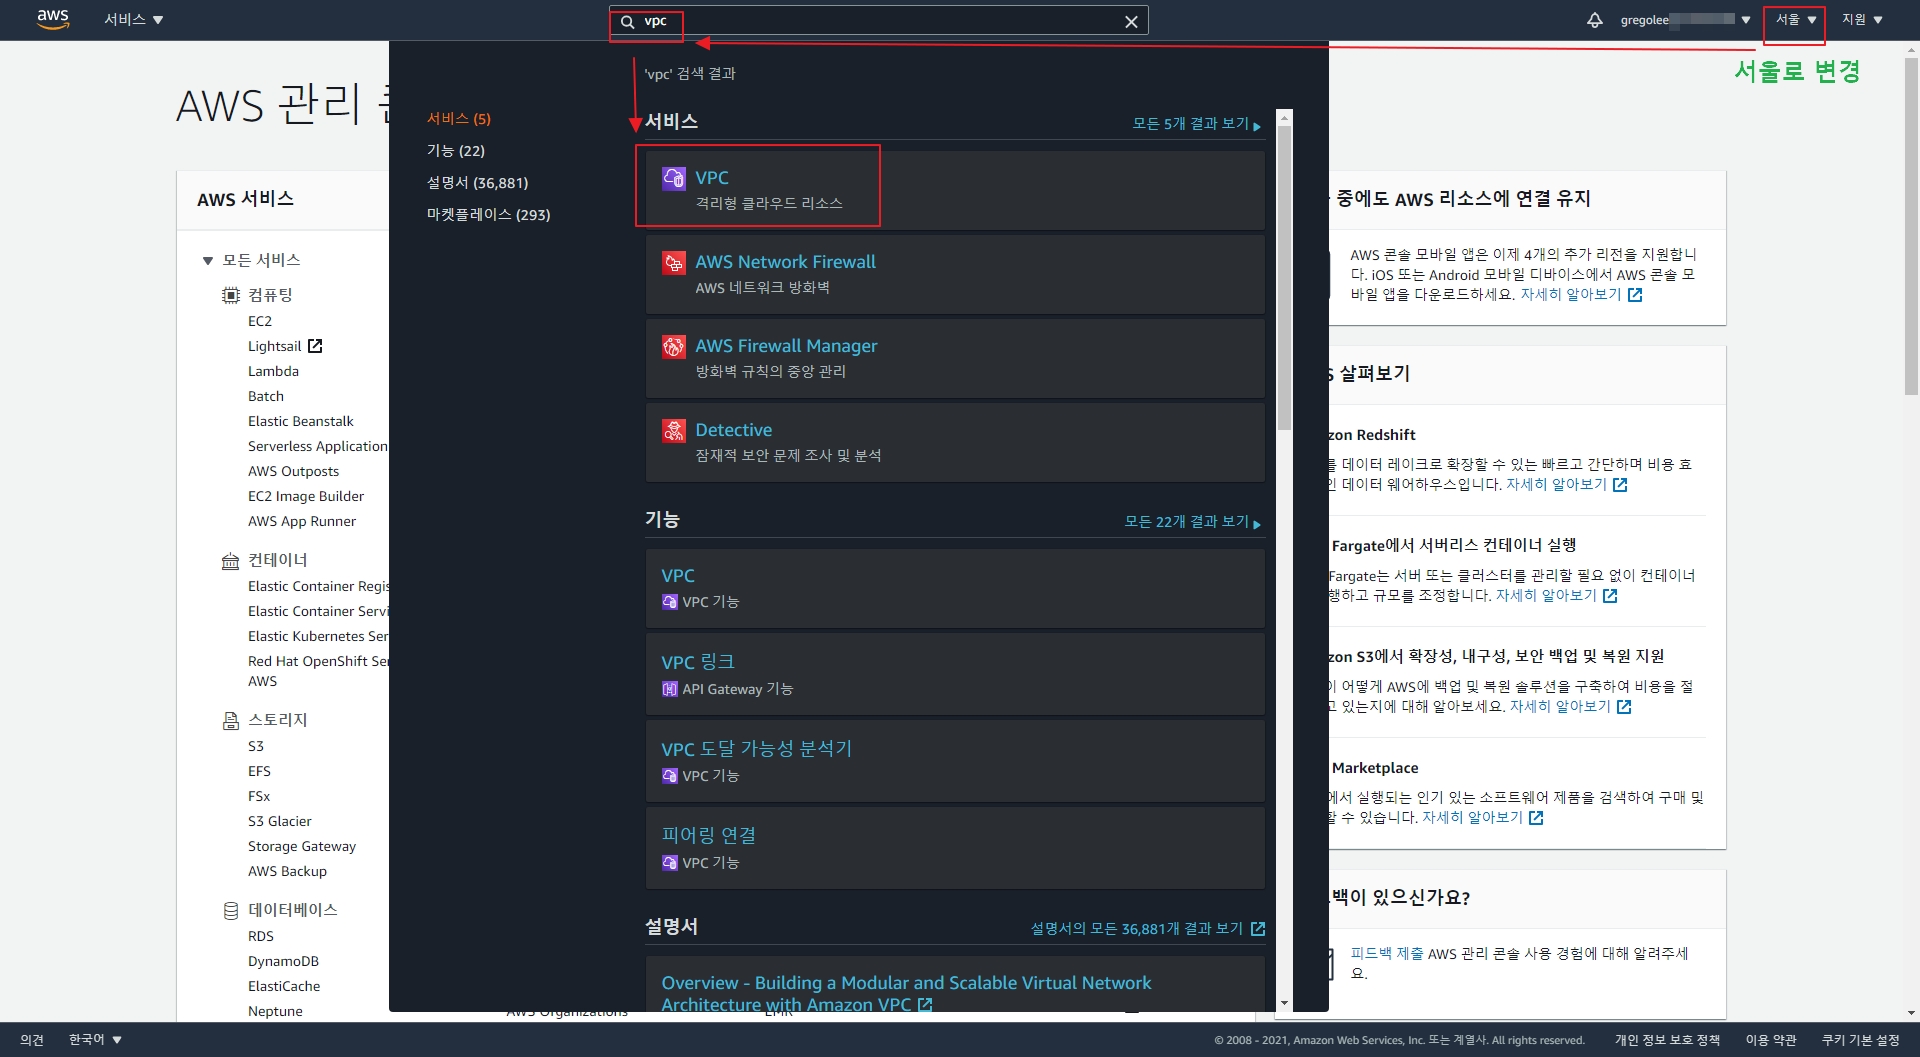 aws
서비스 ▼
vpc
gregolee
서울 ▼
지원 ▼
서울로 변경
AWS 관리
'vpc' 검색 결과
서비스 (5)
기능 (22)
설명서 (36,881)
마켓플레이스 (293)
서비스
모든 5개 결과 보기
VPC
격리형 클라우드 리소스
AWS Network Firewall
AWS 네트워크 방화벽
AWS Firewall Manager
방화벽 규칙의 중앙 관리
Detective
잠재적 보안 문제 조사 및 분석
기능
모든 22개 결과 보기
VPC
VPC 기능
VPC 링크
API Gateway 기능
VPC 도달 가능성 분석기
VPC 기능
피어링 연결
VPC 기능
설명서
설명서의 모든 36,881개 결과 보기
Overview - Building a Modular and Scalable Virtual Network
Architecture with Amazon VPC
AWS 서비스
모든 서비스
컴퓨팅
EC2
Lightsail
Lambda
Batch
Elastic Beanstalk
Serverless Application
AWS Outposts
EC2 Image Builder
AWS App Runner
컨테이너
Elastic Container Regis
Elastic Container Servi
Elastic Kubernetes Ser
Red Hat OpenShift Se
AWS
스토리지
S3
EFS
FSx
S3 Glacier
Storage Gateway
AWS Backup
데이터베이스
RDS
DynamoDB
ElastiCache
Neptune
AWS Organizations
EMR
중에도 AWS 리소스에 연결 유지
AWS 콘솔 모바일 앱은 이제 4개의 추가 리전을 지원합니
다. iOS 또는 Android 모바일 디바이스에서 AWS 콘솔 모
바일 앱을 다운로드하세요. 자세히 알아보기
S 살펴보기
zon Redshift
를 데이터 레이크로 확장할 수 있는 빠르고 간단하며 비용 효
인 데이터 웨어하우스입니다. 자세히 알아보기
Fargate에서 서버리스 컨테이너 실행
Fargate는 서버 또는 클러스터를 관리할 필요 없이 컨테이너
행하고 규모를 조정합니다. 자세히 알아보기
zon S3에서 확장성, 내구성, 보안 백업 및 복원 지원
이 어떻게 AWS에 백업 및 복원 솔루션을 구축하여 비용을 절
고 있는지에 대해 알아보세요. 자세히 알아보기
Marketplace
에서 실행되는 인기 있는 소프트웨어 제품을 검색하여 구매 및
할 수 있습니다. 자세히 알아보기
백이 있으신가요?
피드백 제출 AWS 관리 콘솔 사용 경험에 대해 알려주세
요.
의견
한국어 ▼
© 2008 - 2021, Amazon Web Services, Inc. 또는 계열사. All rights reserved.
개인 정보 보호 정책
이용 약관
쿠키 기본 설정